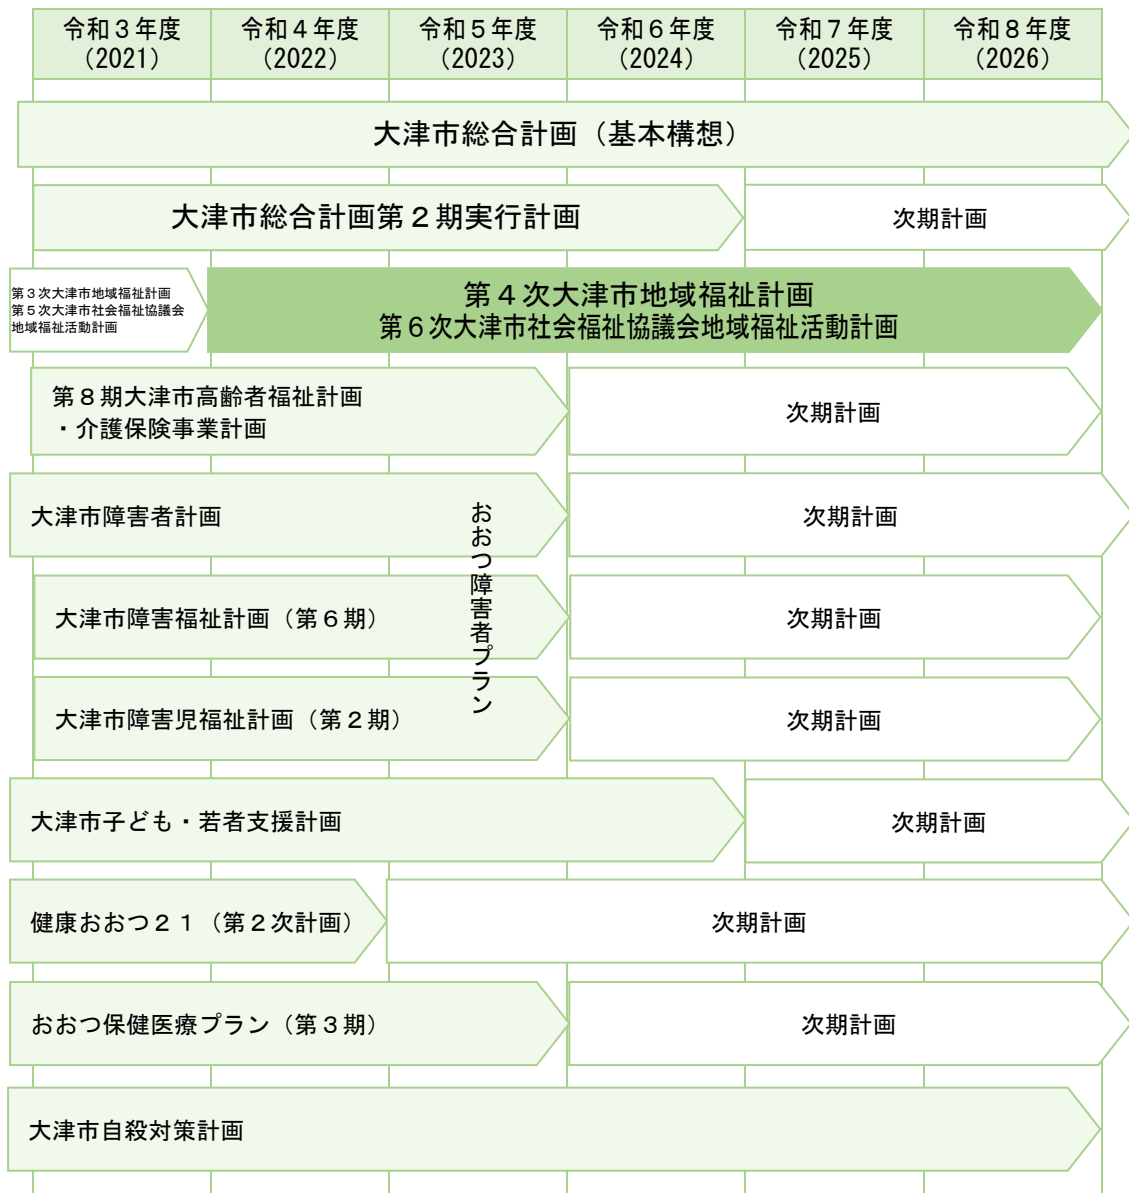 令和３年度
（2021）
令和４年度
（2022）
令和５年度
（2023）
令和６年度
（2024）
令和７年度
（2025）
令和８年度
（2026）
大津市総合計画（基本構想）
大津市総合計画第２期実行計画
次期計画
第３次大津市地域福祉計画
第５次大津市社会福祉協議会
地域福祉活動計画
第４次大津市地域福祉計画
第６次大津市社会福祉協議会地域福祉活動計画
第８期大津市高齢者福祉計画
・介護保険事業計画
次期計画
大津市障害者計画
おおつ障害者プラン
次期計画
大津市障害福祉計画（第６期）
次期計画
大津市障害児福祉計画（第２期）
次期計画
大津市子ども・若者支援計画
次期計画
健康おおつ２１（第２次計画）
次期計画
おおつ保健医療プラン（第３期）
次期計画
大津市自殺対策計画